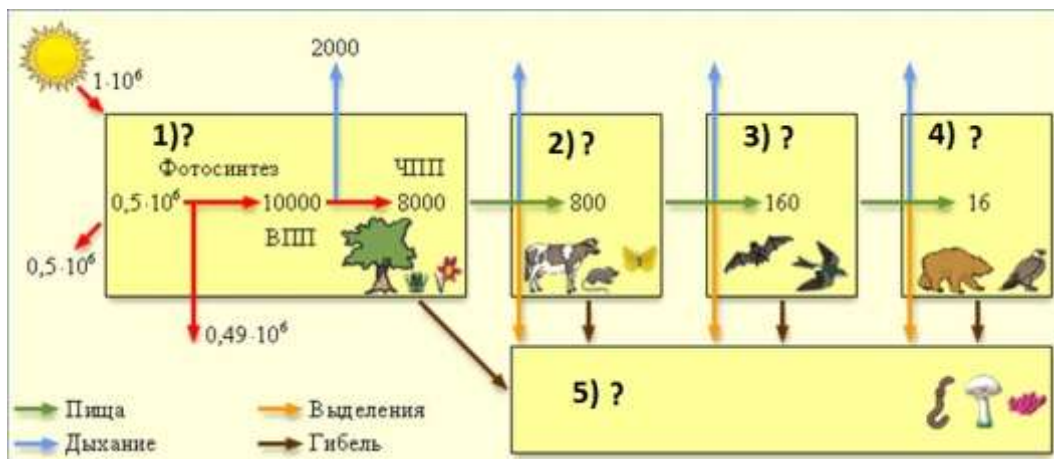 2000
1·10⁶
1)?
2) ?
3) ?
4) ?
Фотосинтез
ЧПП
0,5·10⁶
10000
8000
800
160
16
ВПП
0,5·10⁶
0,49·10⁶
5) ?
Пища
Выделения
Дыхание
Гибель